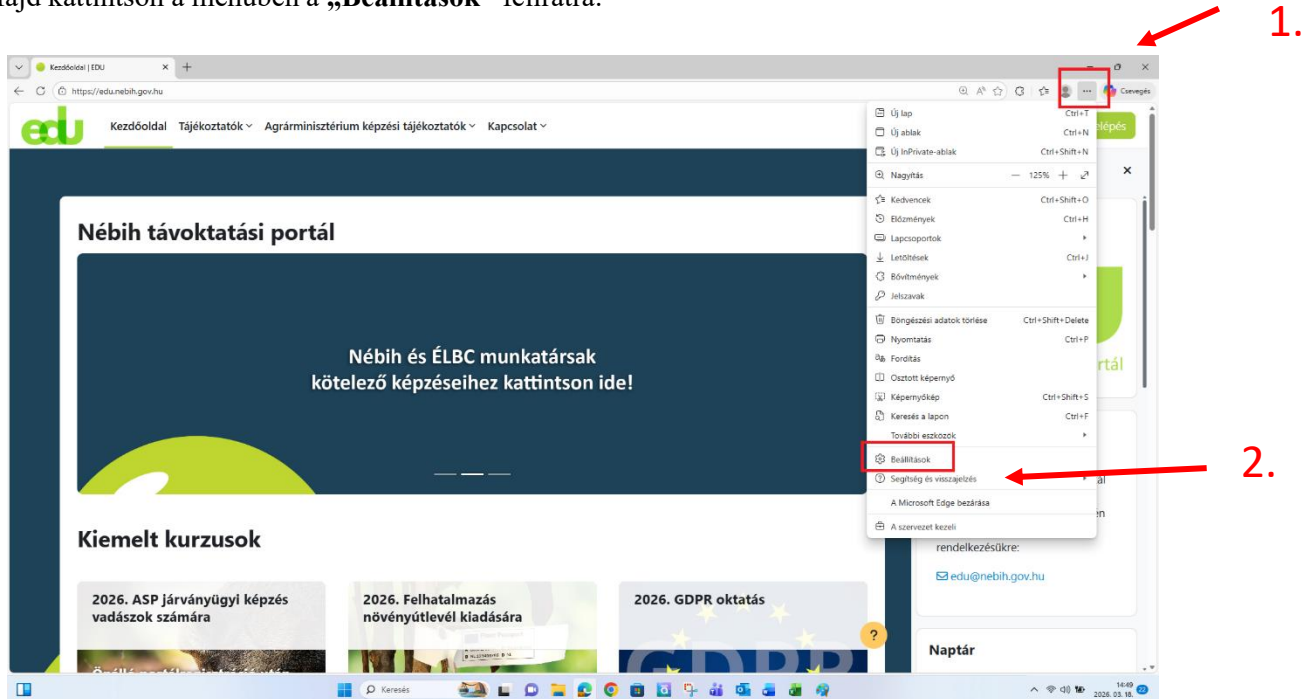 majd kattintson a menüben a „Beállítások" feliratra.
1.
Kezdőoldal | EDU
https://edu.nebih.gov.hu
Csevegés
edu
Kezdőoldal Tájékoztatók Agrárminisztérium képzési tájékoztatók Kapcsolat
Új lap Ctrl+T
Új ablak Ctrl+N
Új InPrivate-ablak Ctrl+Shift+N
Nagyítás — 125% +
Kedvencek Ctrl+Shift+O
Előzmények Ctrl+H
Lapcsoportok
Letöltések Ctrl+J
Bővítmények
Jelszavak
Böngészési adatok törlése Ctrl+Shift+Delete
Nyomtatás Ctrl+P
Fordítás
Osztott képernyő
Képernyőkép Ctrl+Shift+S
Keresés a lapon Ctrl+F
További eszközök
Beállítások
Segítség és visszajelzés
A Microsoft Edge bezárása
A szervezet kezeli
2.
Nébih távoktatási portál
Nébih és ÉLBC munkatársak
kötelező képzéseihez kattintson ide!
rendelkezésükre:
edu@nebih.gov.hu
Kiemelt kurzusok
2026. ASP járványügyi képzés
vadászok számára
2026. Felhatalmazás
növényútlevél kiadására
2026. GDPR oktatás
GDPR
?
Naptár
Keresés
14:49
2026. 03. 18.
22